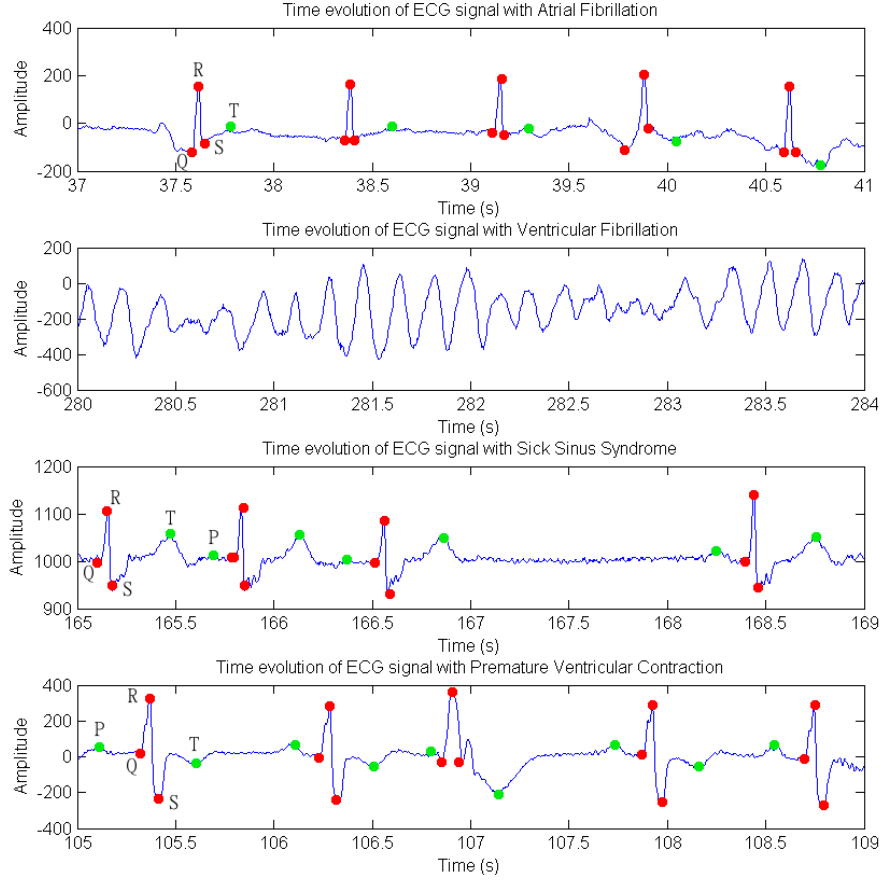 Time evolution of ECG signal with Atrial Fibrillation
400
200
0
-200
Amplitude
R
T
Q
S
37
37.5
38
38.5
39
39.5
40
40.5
41
Time (s)
Time evolution of ECG signal with Ventricular Fibrillation
200
0
-200
-400
-600
Amplitude
280
280.5
281
281.5
282
282.5
283
283.5
284
Time (s)
Time evolution of ECG signal with Sick Sinus Syndrome
1200
1100
1000
900
Amplitude
R
T
P
Q
S
165
165.5
166
166.5
167
167.5
168
168.5
169
Time (s)
Time evolution of ECG signal with Premature Ventricular Contraction
400
200
0
-200
-400
Amplitude
R
P
T
Q
S
105
105.5
106
106.5
107
107.5
108
108.5
109
Time (s)